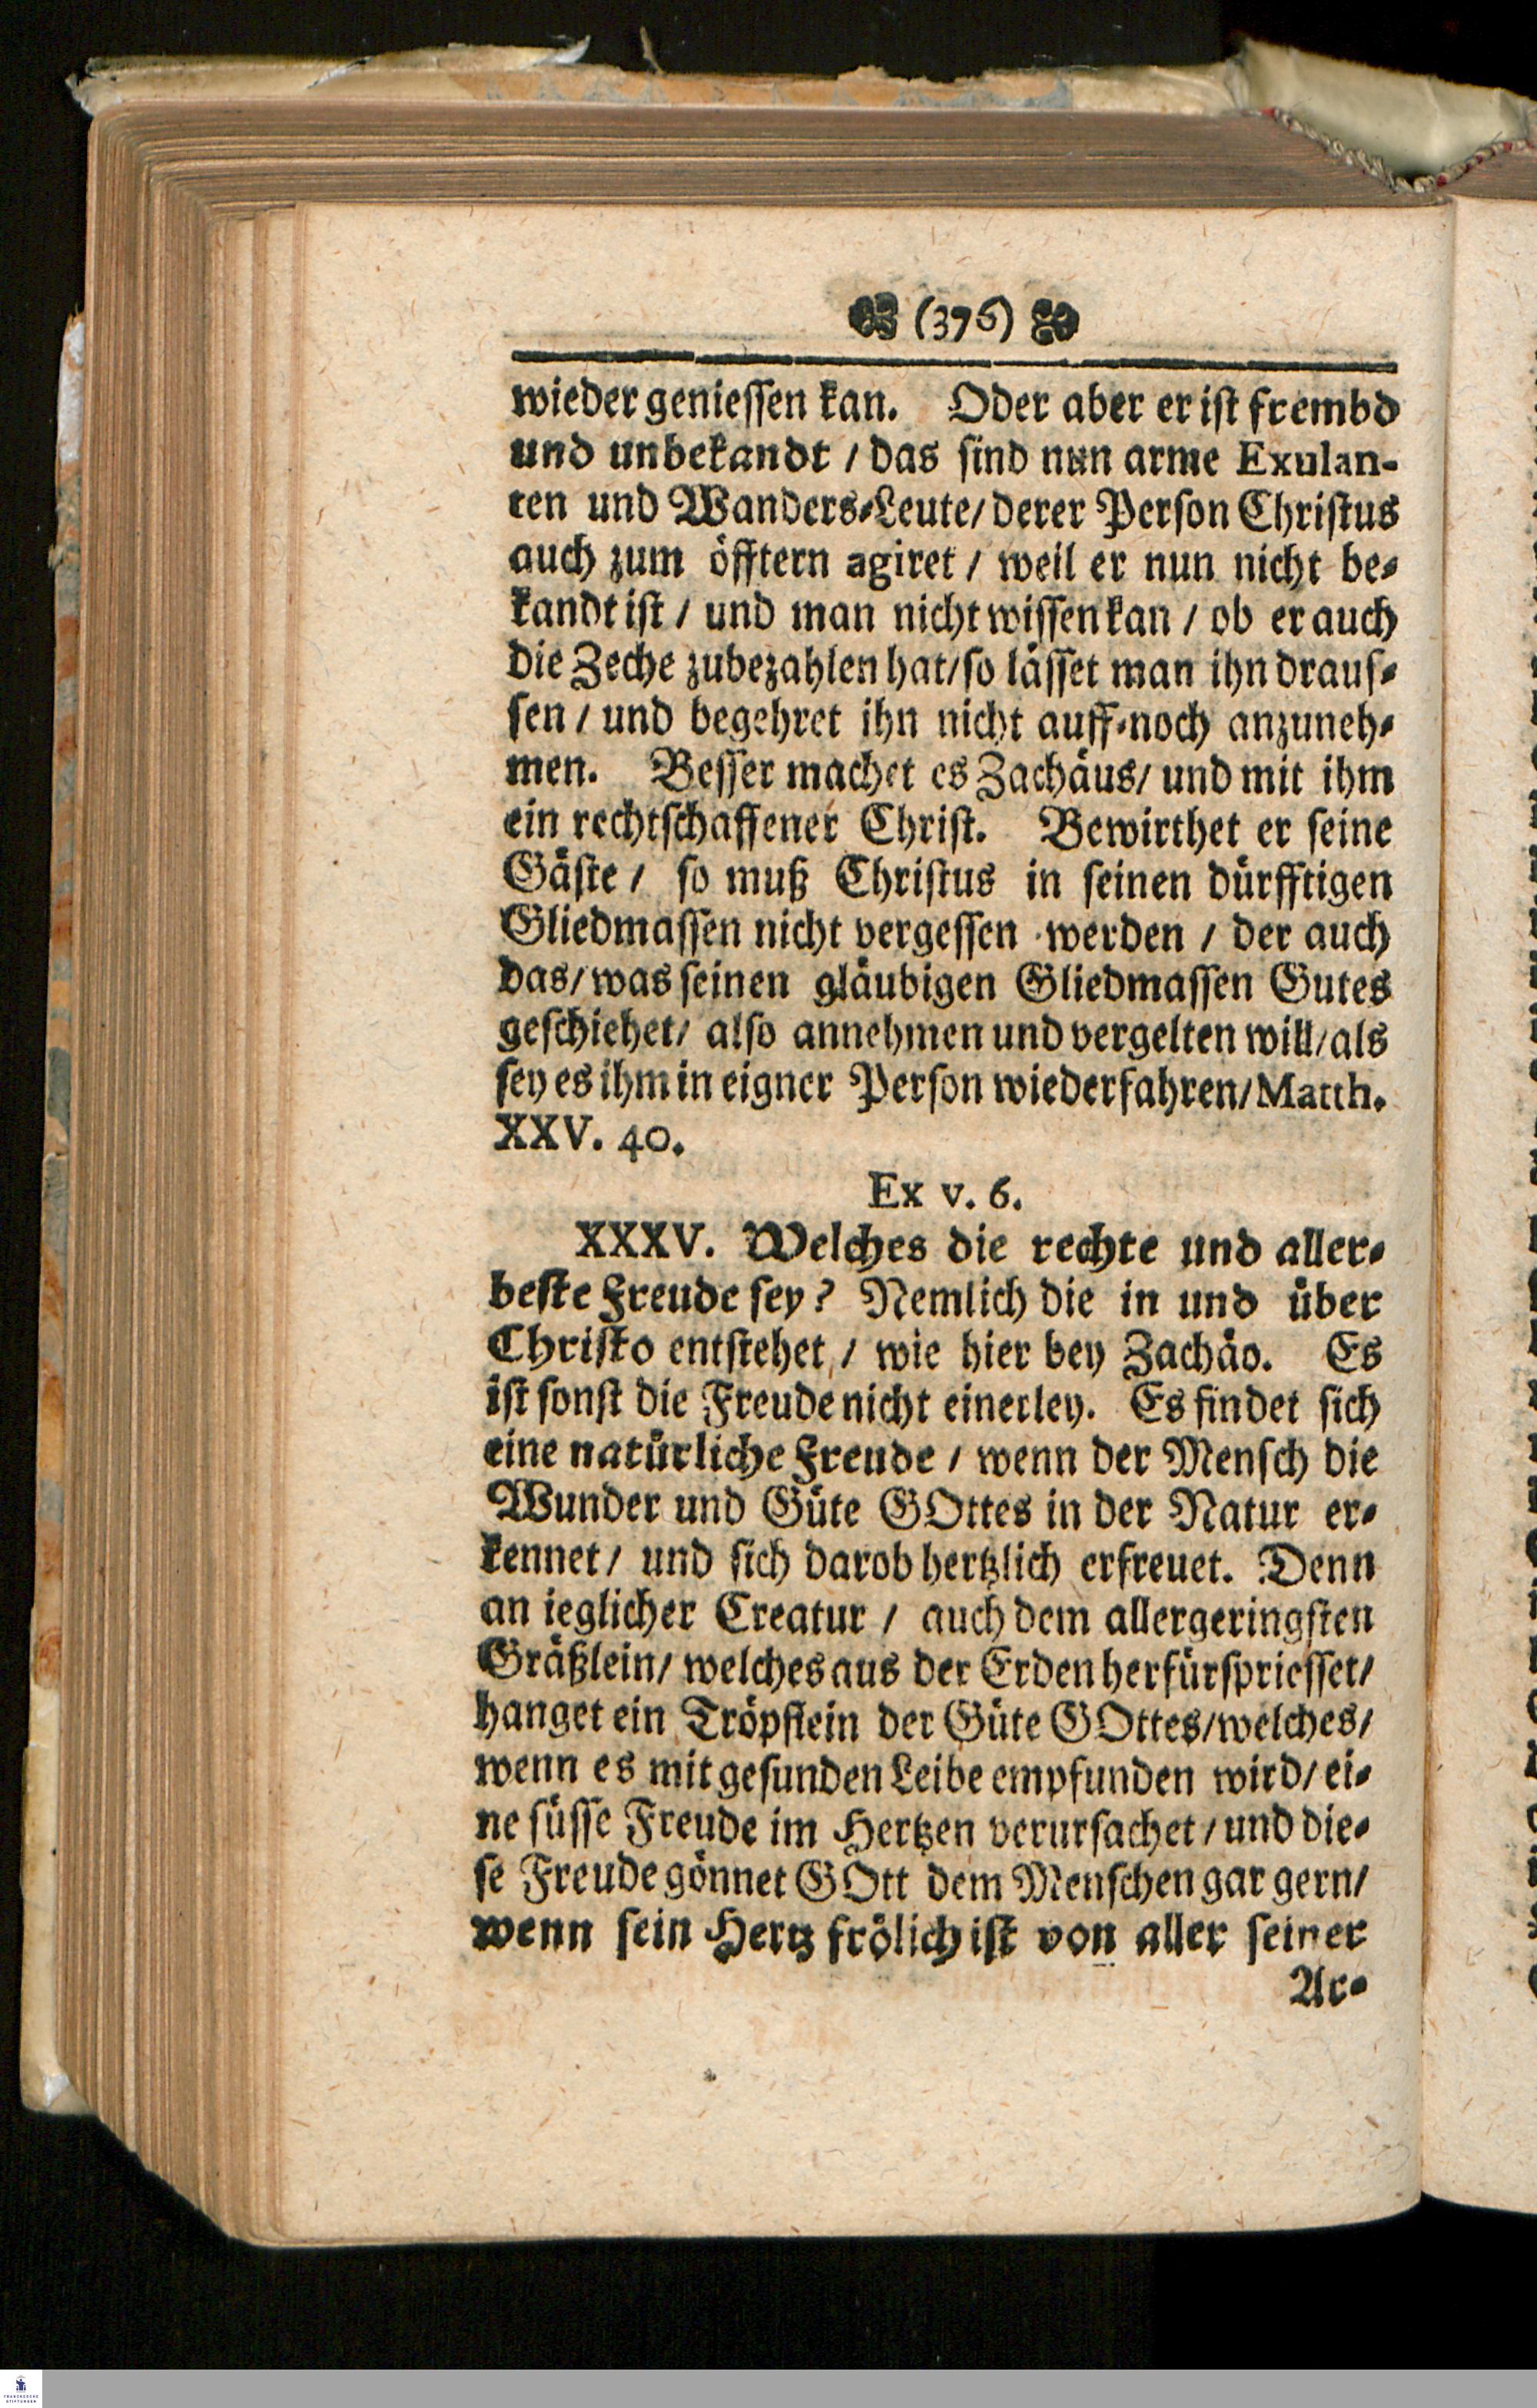 (376)
wieder geniessen kan. Oder aber er ist frembd
und unbekandt / das sind nun arme Exulan-
ten und Wanders-Leute/ derer Person Christus
auch zum öfftern agiret / weil er nun nicht be-
kandt ist / und man nicht wissen kan / ob er auch
die Zeche zubezahlen hat/ so lässet man ihn draus-
sen / und begehret ihn nicht auff-noch anzuneh-
men. Besser machet es Zachäus/ und mit ihm
ein rechtschaffener Christ. Bewirthet er seine
Gäste / so muß Christus in seinen dürfftigen
Gliedmassen nicht vergessen werden / der auch
das/ was seinen gläubigen Gliedmassen Gutes
geschiehet/ also annehmen und vergelten will/ als
sey es ihm in eigner Person wiederfahren/ Matth.
XXV. 40.
Ex v. 6.
XXXV. Welches die rechte und aller-
beste Freude sey? Nemlich die in und über
Christo entstehet / wie hier bey Zachäo. Es
ist sonst die Freude nicht einerley. Es findet sich
eine natürliche Freude / wenn der Mensch die
Wunder und Güte GOttes in der Natur er-
kennet / und sich darob hertzlich erfreuet. Denn
an ieglicher Creatur / auch dem allergeringsten
Gräßlein/ welches aus der Erden herfürspriesset/
hanget ein Tröpflein der Güte GOttes/ welches/
wenn es mit gesunden Leibe empfunden wird/ ei-
ne süsse Freude im Hertzen verursachet / und die-
se Freude gönnet GOtt dem Menschen gar gern/
wenn sein Hertz frölich ist von aller seiner
Ar-
FRANCKESCHE
STIFTUNGEN